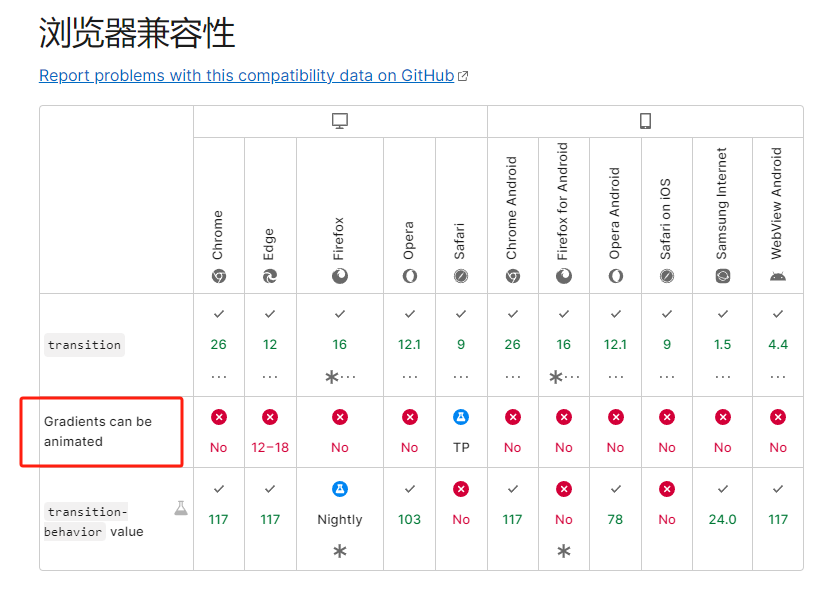 浏览器兼容性
Report problems with this compatibility data on GitHub
Chrome
Edge
Firefox
Opera
Safari
Chrome Android
Firefox for Android
Opera Android
Safari on iOS
Samsung Internet
WebView Android
transition
26
12
16
12.1
9
26
16
12.1
9
1.5
4.4
*…
*…
Gradients can be
animated
No
12–18
No
No
TP
No
No
No
No
No
No
transition-
behavior value
117
117
Nightly
103
No
117
No
78
No
24.0
117
*
*